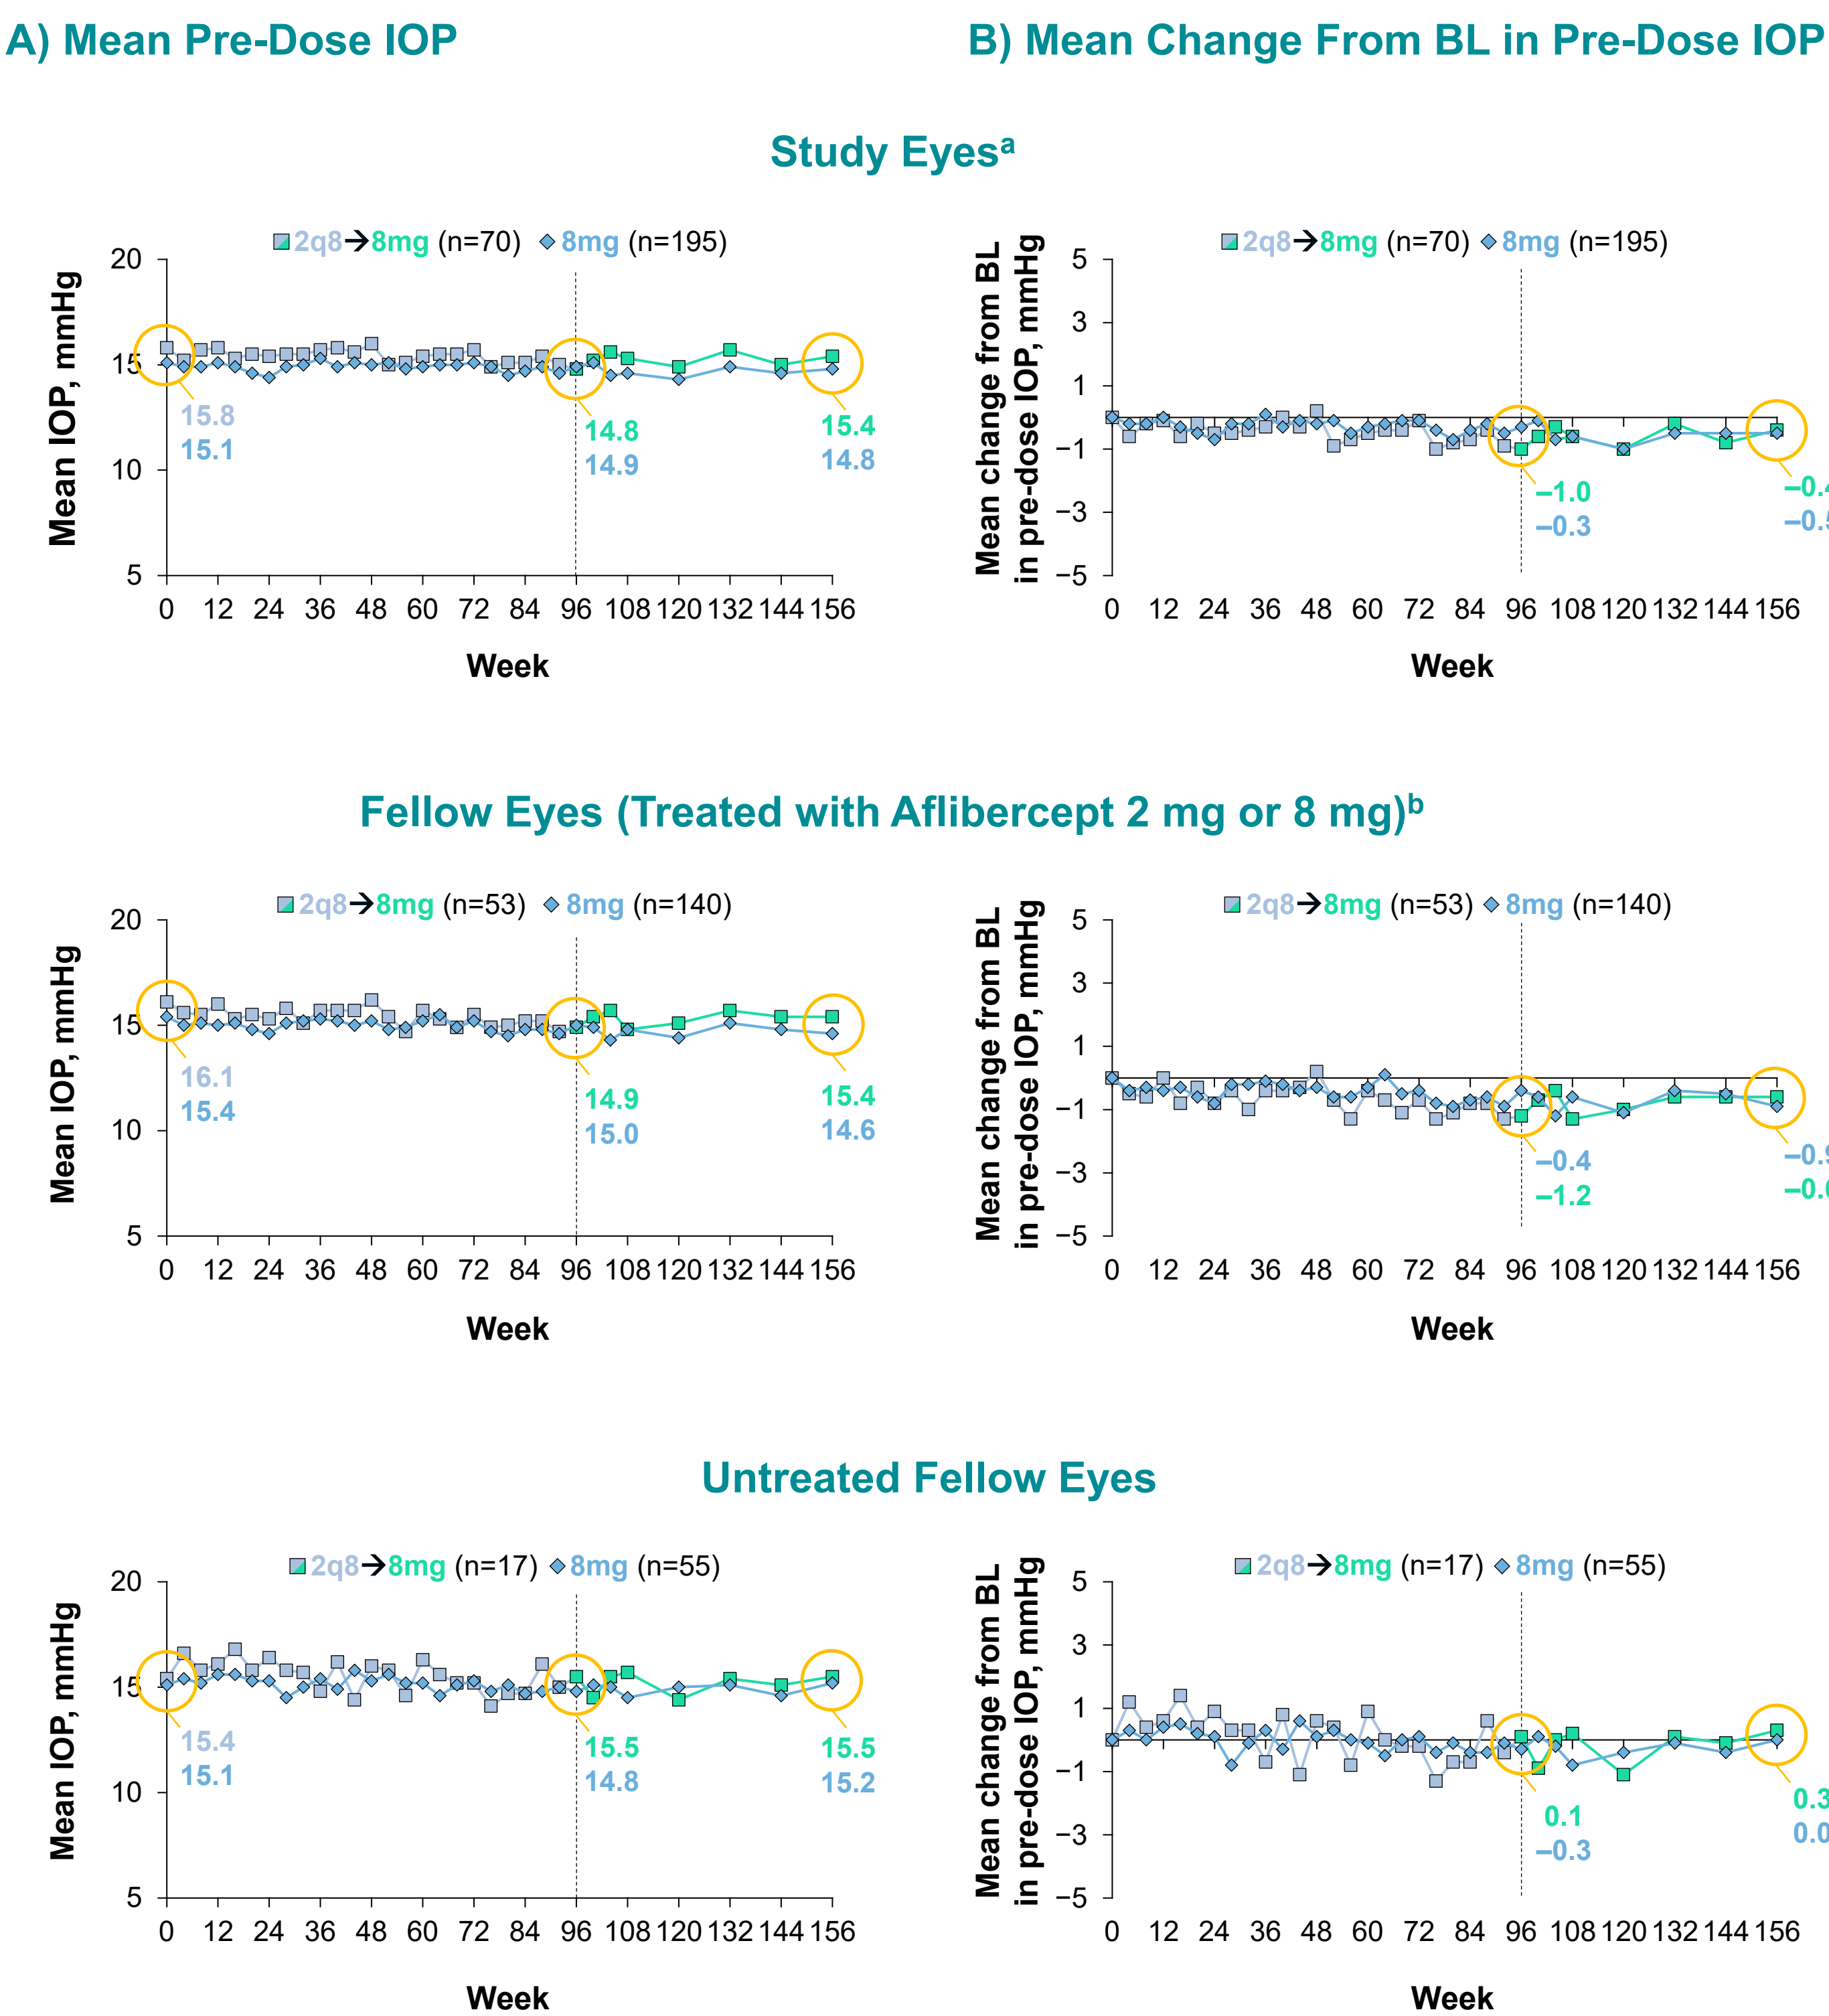 A) Mean Pre-Dose IOP
B) Mean Change From BL in Pre-Dose IOP
Study Eyesᵃ
2q8→8mg (n=70) 8mg (n=195)
Mean IOP, mmHg
20
15
10
5
15.8
15.1
14.8
14.9
15.4
14.8
0 12 24 36 48 60 72 84 96 108 120 132 144 156
Week
2q8→8mg (n=70) 8mg (n=195)
Mean change from BL
in pre-dose IOP, mmHg
5
3
1
−1
−3
−5
–1.0
–0.3
–0.4
–0.5
0 12 24 36 48 60 72 84 96 108 120 132 144 156
Week
Fellow Eyes (Treated with Aflibercept 2 mg or 8 mg)ᵇ
2q8→8mg (n=53) 8mg (n=140)
Mean IOP, mmHg
20
15
10
5
16.1
15.4
14.9
15.0
15.4
14.6
0 12 24 36 48 60 72 84 96 108 120 132 144 156
Week
2q8→8mg (n=53) 8mg (n=140)
Mean change from BL
in pre-dose IOP, mmHg
5
3
1
−1
−3
−5
–0.4
–1.2
–0.9
–0.6
0 12 24 36 48 60 72 84 96 108 120 132 144 156
Week
Untreated Fellow Eyes
2q8→8mg (n=17) 8mg (n=55)
Mean IOP, mmHg
20
15
10
5
15.4
15.1
15.5
14.8
15.5
15.2
0 12 24 36 48 60 72 84 96 108 120 132 144 156
Week
2q8→8mg (n=17) 8mg (n=55)
Mean change from BL
in pre-dose IOP, mmHg
5
3
1
−1
−3
−5
0.1
–0.3
0.3
0.0
0 12 24 36 48 60 72 84 96 108 120 132 144 156
Week